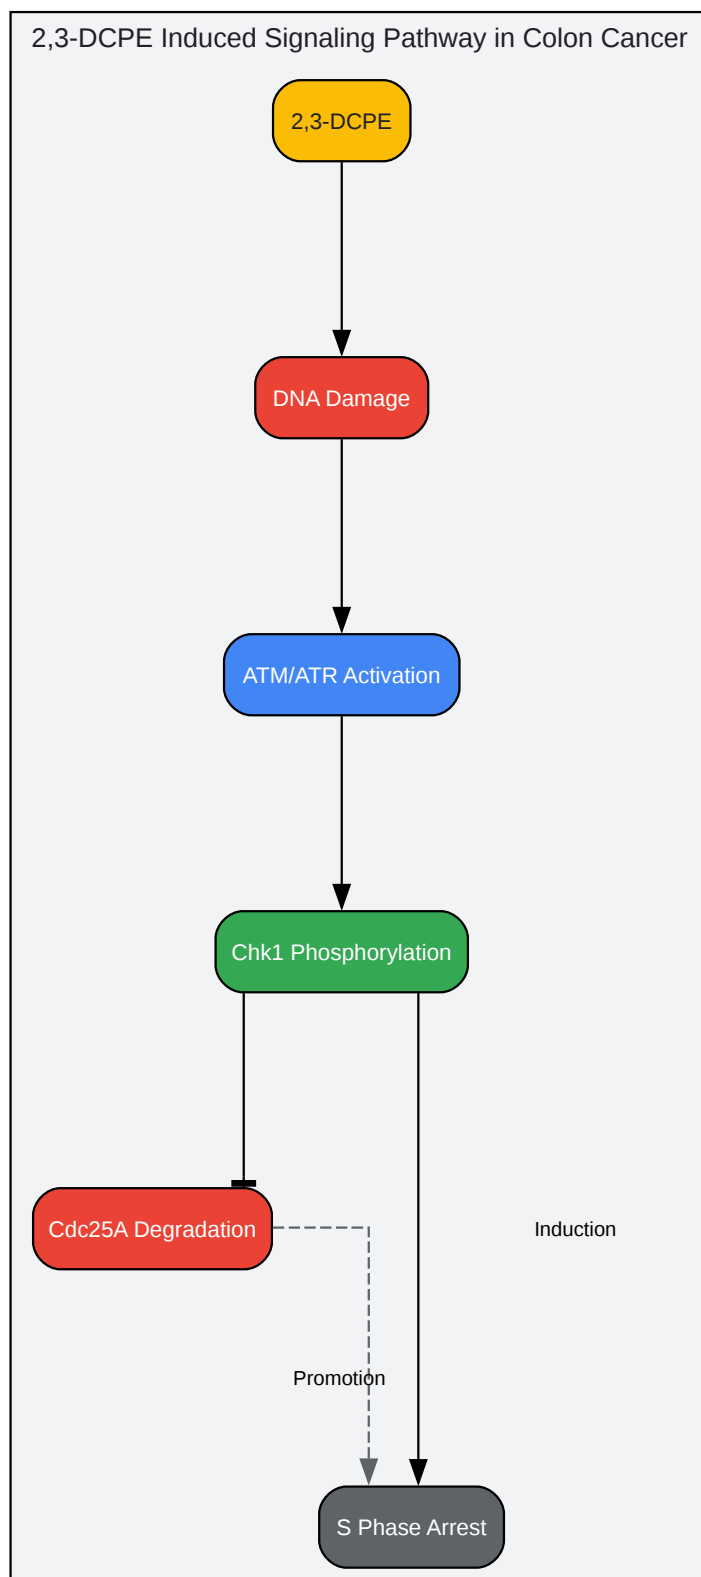 2,3-DCPE Induced Signaling Pathway in Colon Cancer
2,3-DCPE
DNA Damage
ATM/ATR Activation
Chk1 Phosphorylation
Cdc25A Degradation
Induction
Promotion
S Phase Arrest